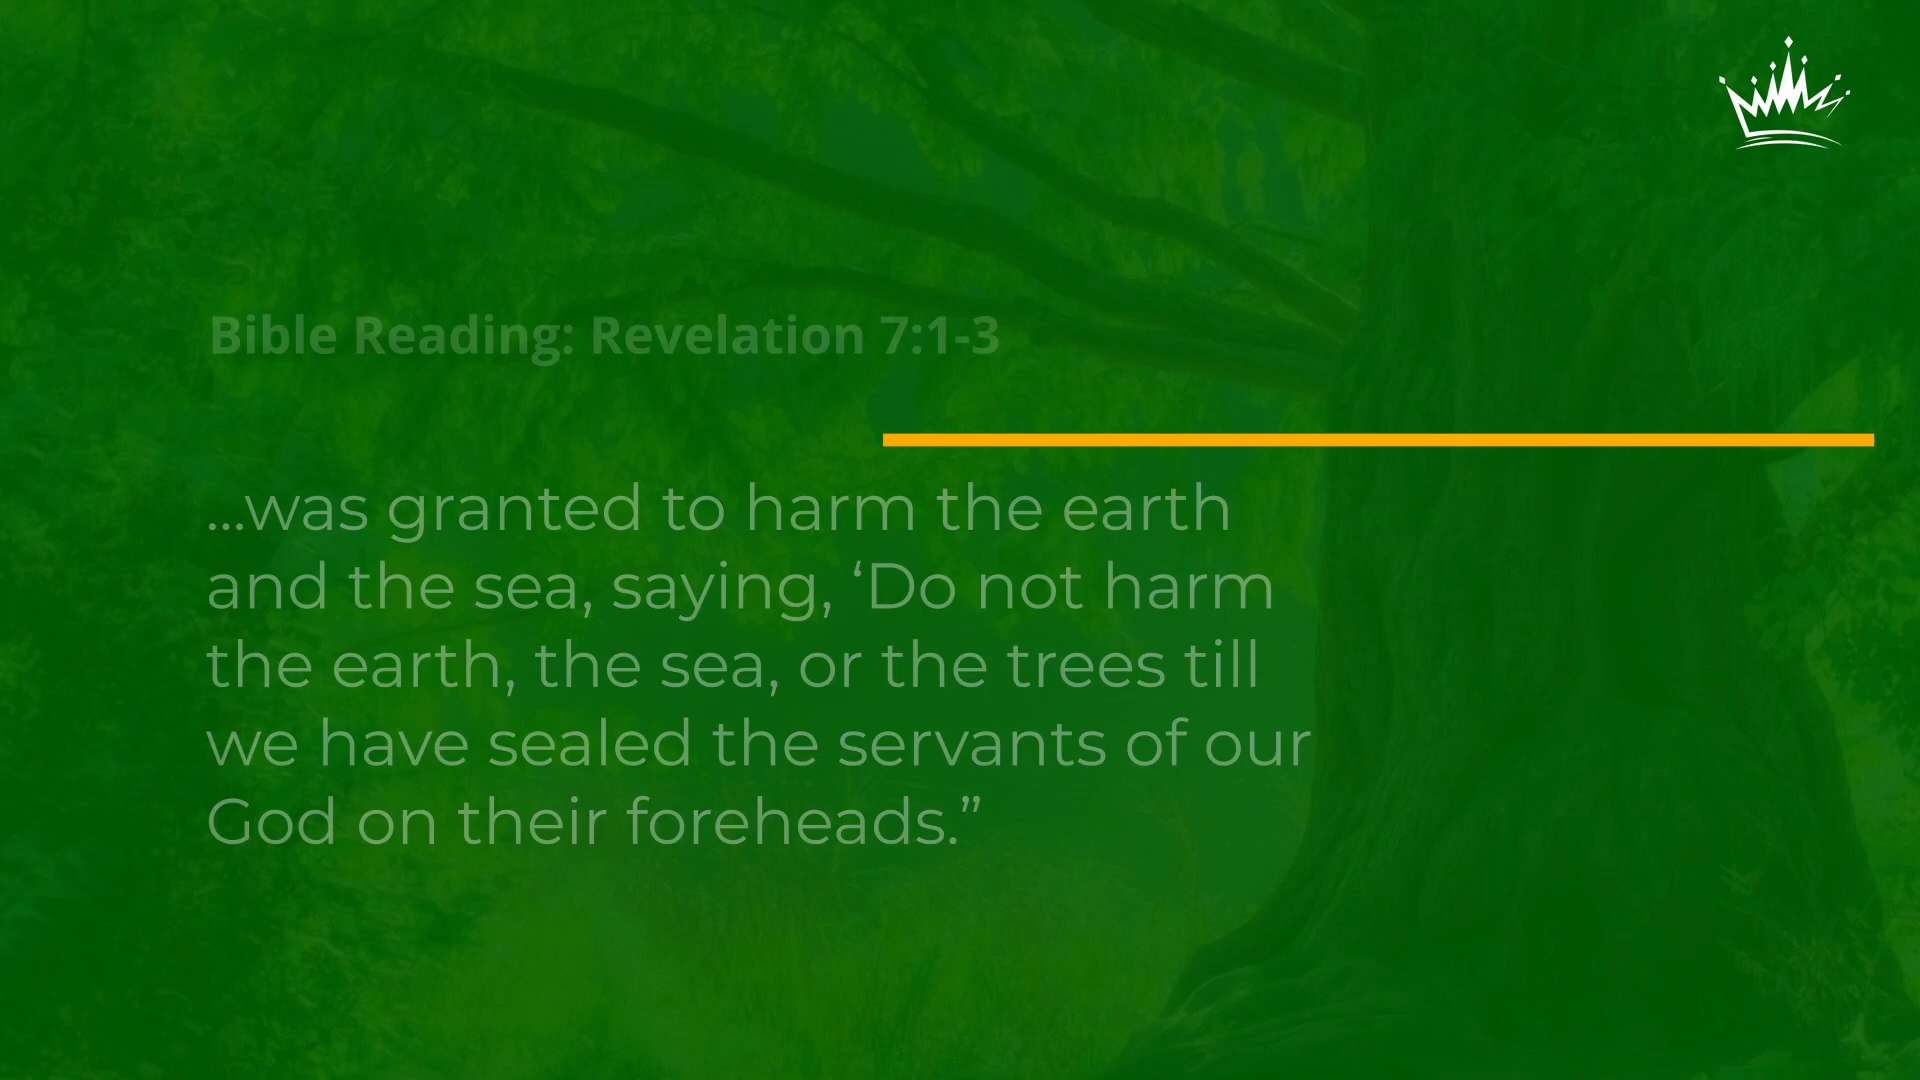 Bible Reading: Revelation 7:1-3
...was granted to harm the earth
and the sea, saying, ‘Do not harm
the earth, the sea, or the trees till
we have sealed the servants of our
God on their foreheads.”